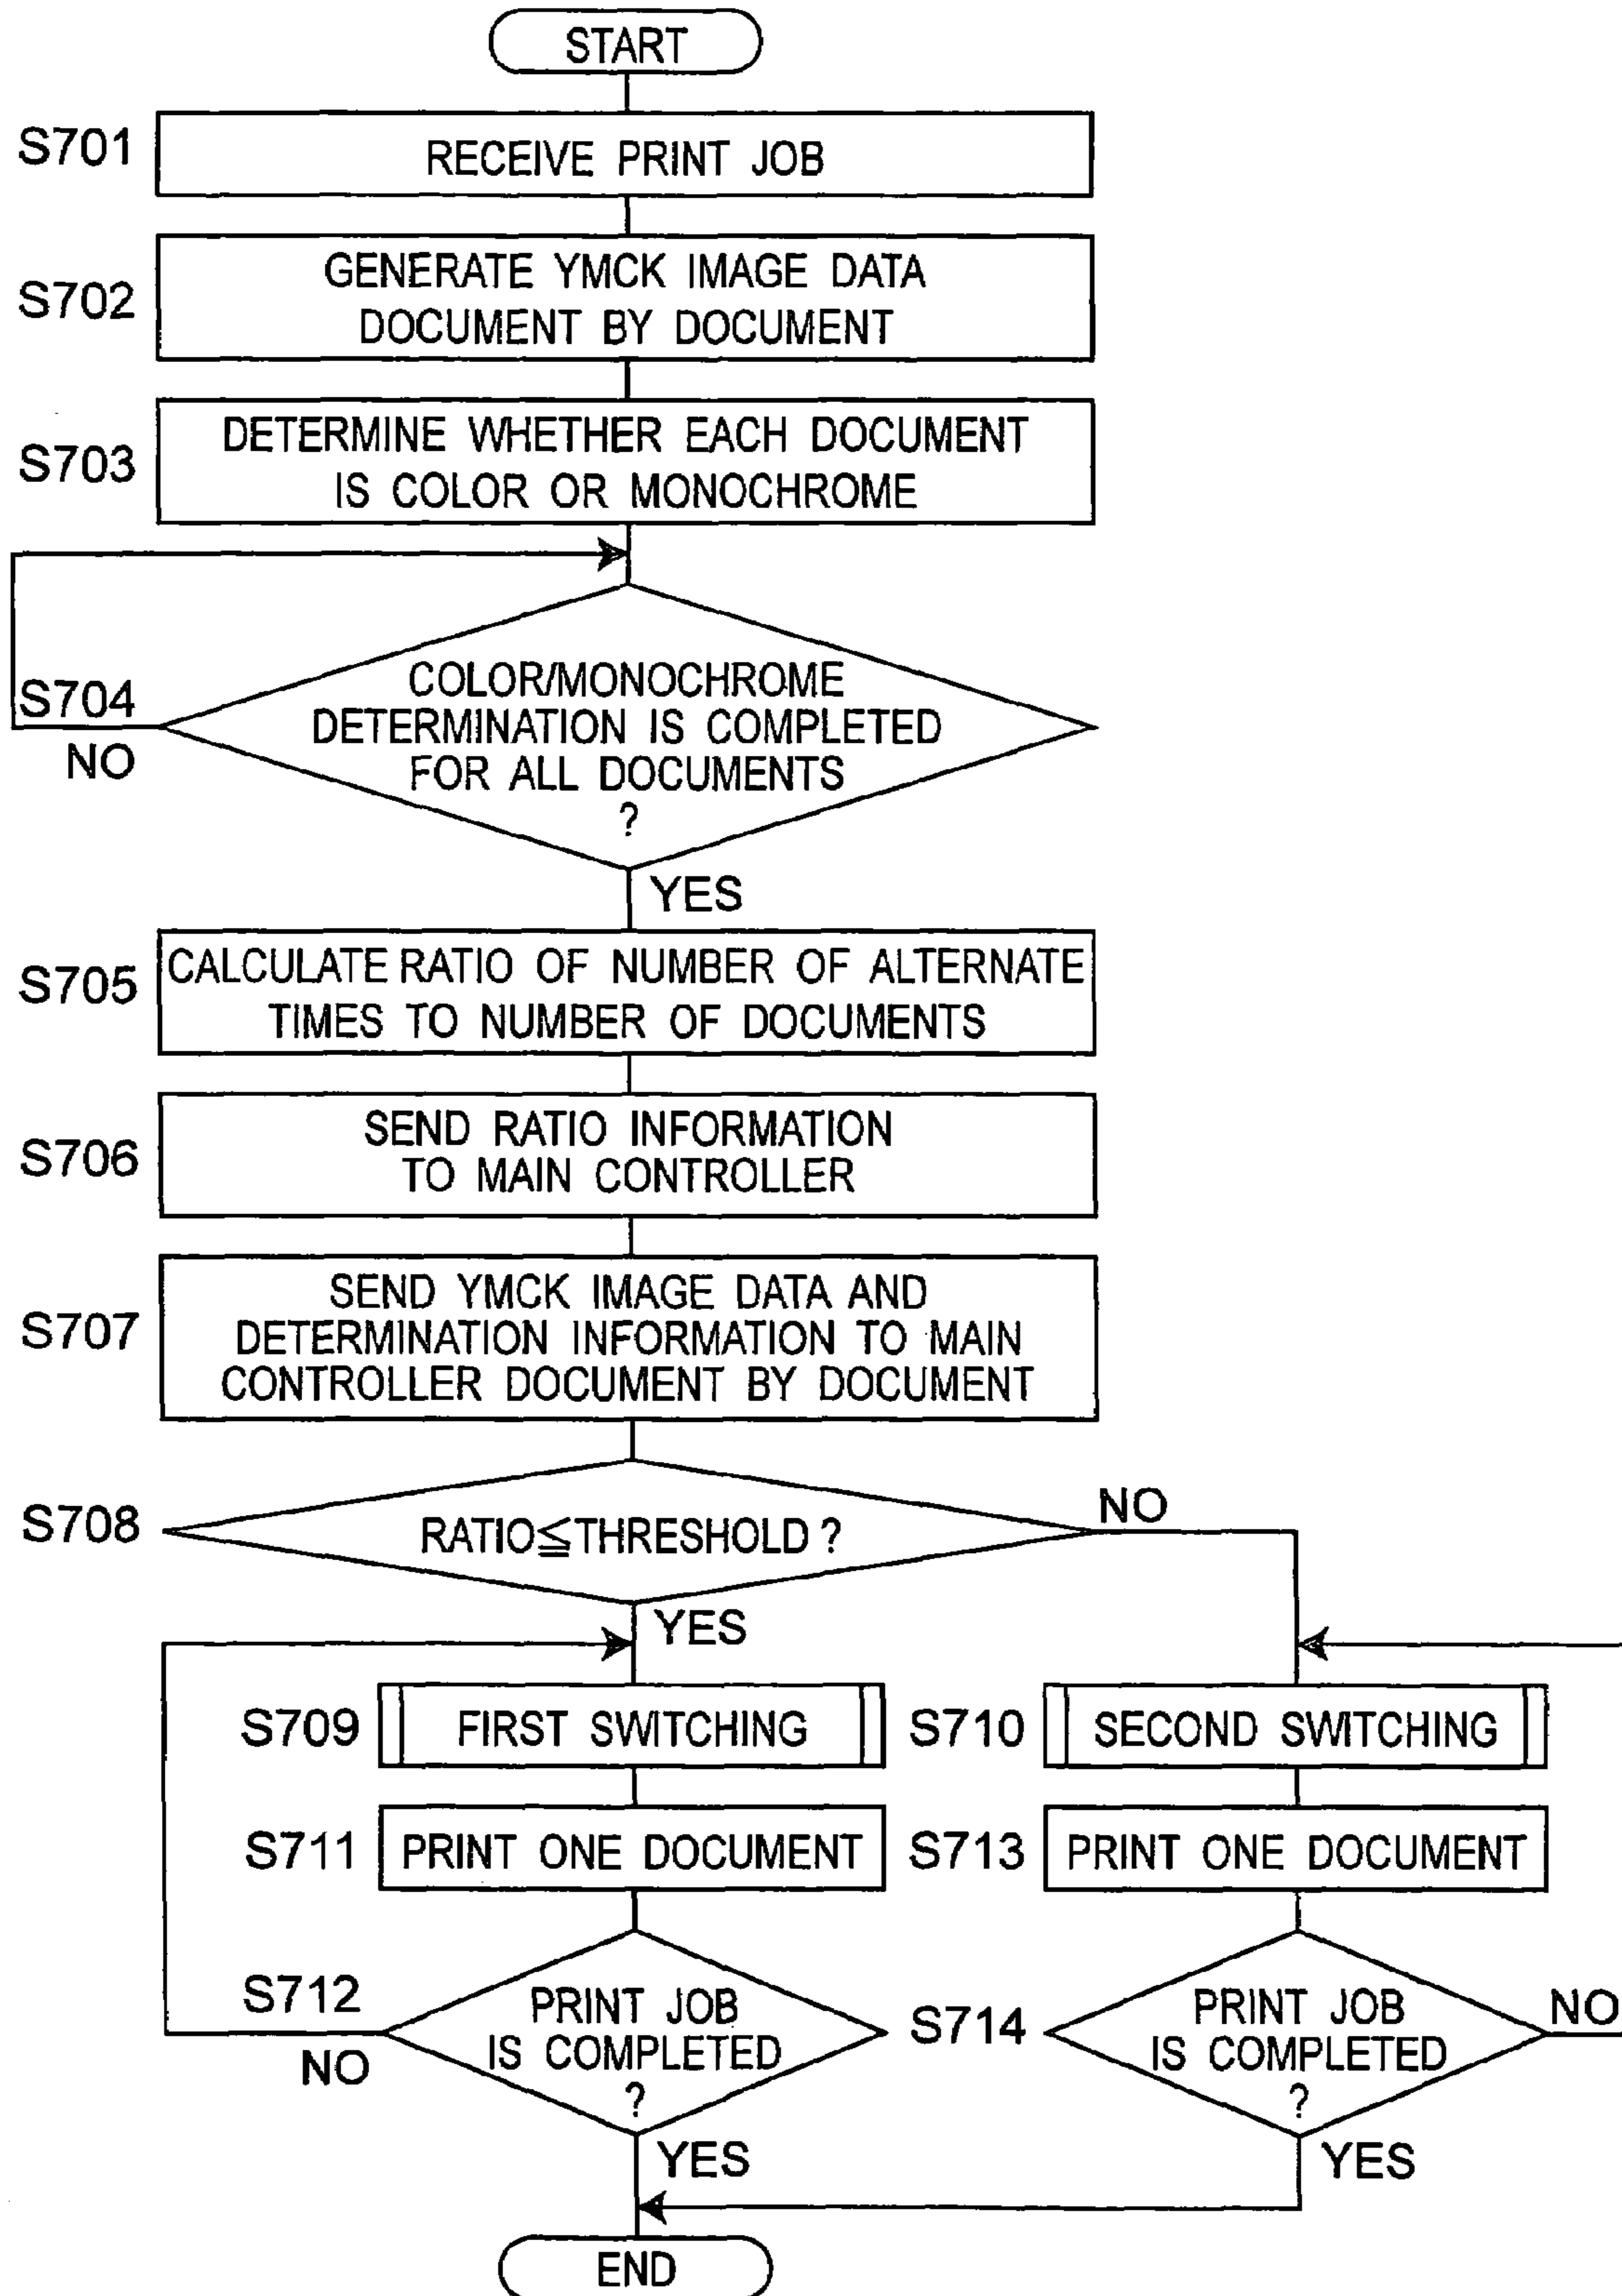 START
S701
RECEIVE PRINT JOB
S702
GENERATE YMCK IMAGE DATA
DOCUMENT BY DOCUMENT
S703
DETERMINE WHETHER EACH DOCUMENT
IS COLOR OR MONOCHROME
S704
NO
COLOR/MONOCHROME
DETERMINATION IS COMPLETED
FOR ALL DOCUMENTS
?
YES
S705
CALCULATE RATIO OF NUMBER OF ALTERNATE
TIMES TO NUMBER OF DOCUMENTS
S706
SEND RATIO INFORMATION
TO MAIN CONTROLLER
S707
SEND YMCK IMAGE DATA AND
DETERMINATION INFORMATION TO MAIN
CONTROLLER DOCUMENT BY DOCUMENT
S708
RATIO≦THRESHOLD ?
NO
YES
S709
FIRST SWITCHING
S710
SECOND SWITCHING
S711
PRINT ONE DOCUMENT
S713
PRINT ONE DOCUMENT
S712
NO
PRINT JOB
IS COMPLETED
?
S714
PRINT JOB
IS COMPLETED
?
NO
YES
YES
END